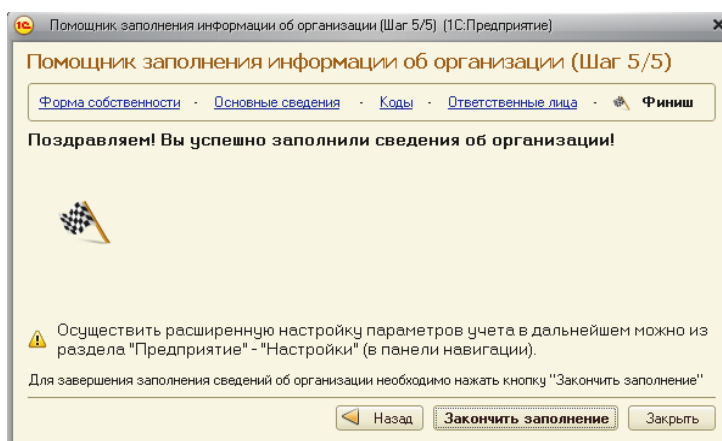 1С Помощник заполнения информации об организации (Шаг 5/5) (1С:Предприятие)
Помощник заполнения информации об организации (Шаг 5/5)
Форма собственности - Основные сведения - Коды - Ответственные лица - Финиш
Поздравляем! Вы успешно заполнили сведения об организации!
Осуществить расширенную настройку параметров учета в дальнейшем можно из
раздела "Предприятие" - "Настройки" (в панели навигации).
Для завершения заполнения сведений об организации необходимо нажать кнопку "Закончить заполнение"
Назад Закончить заполнение Закрыть